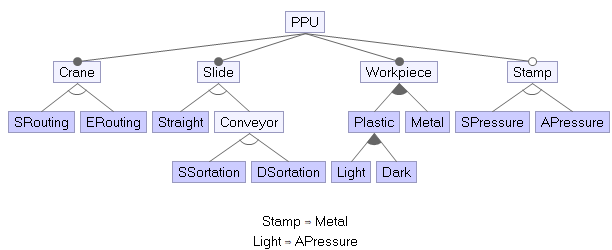 PPU
Crane Slide Workpiece Stamp
SRouting ERouting Straight Conveyor Plastic Metal SPressure APressure
SSortation DSortation Light Dark
Stamp ⇒ Metal
Light ⇒ APressure